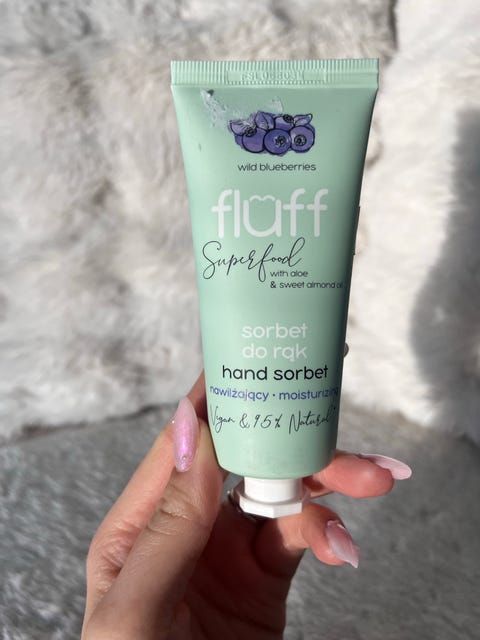 wild blueberries
fluff
Superfood
with aloe
& sweet almond oil
sorbet
do rąk
hand sorbet
nawilżający • moisturizing
Vegan & 95% Natural